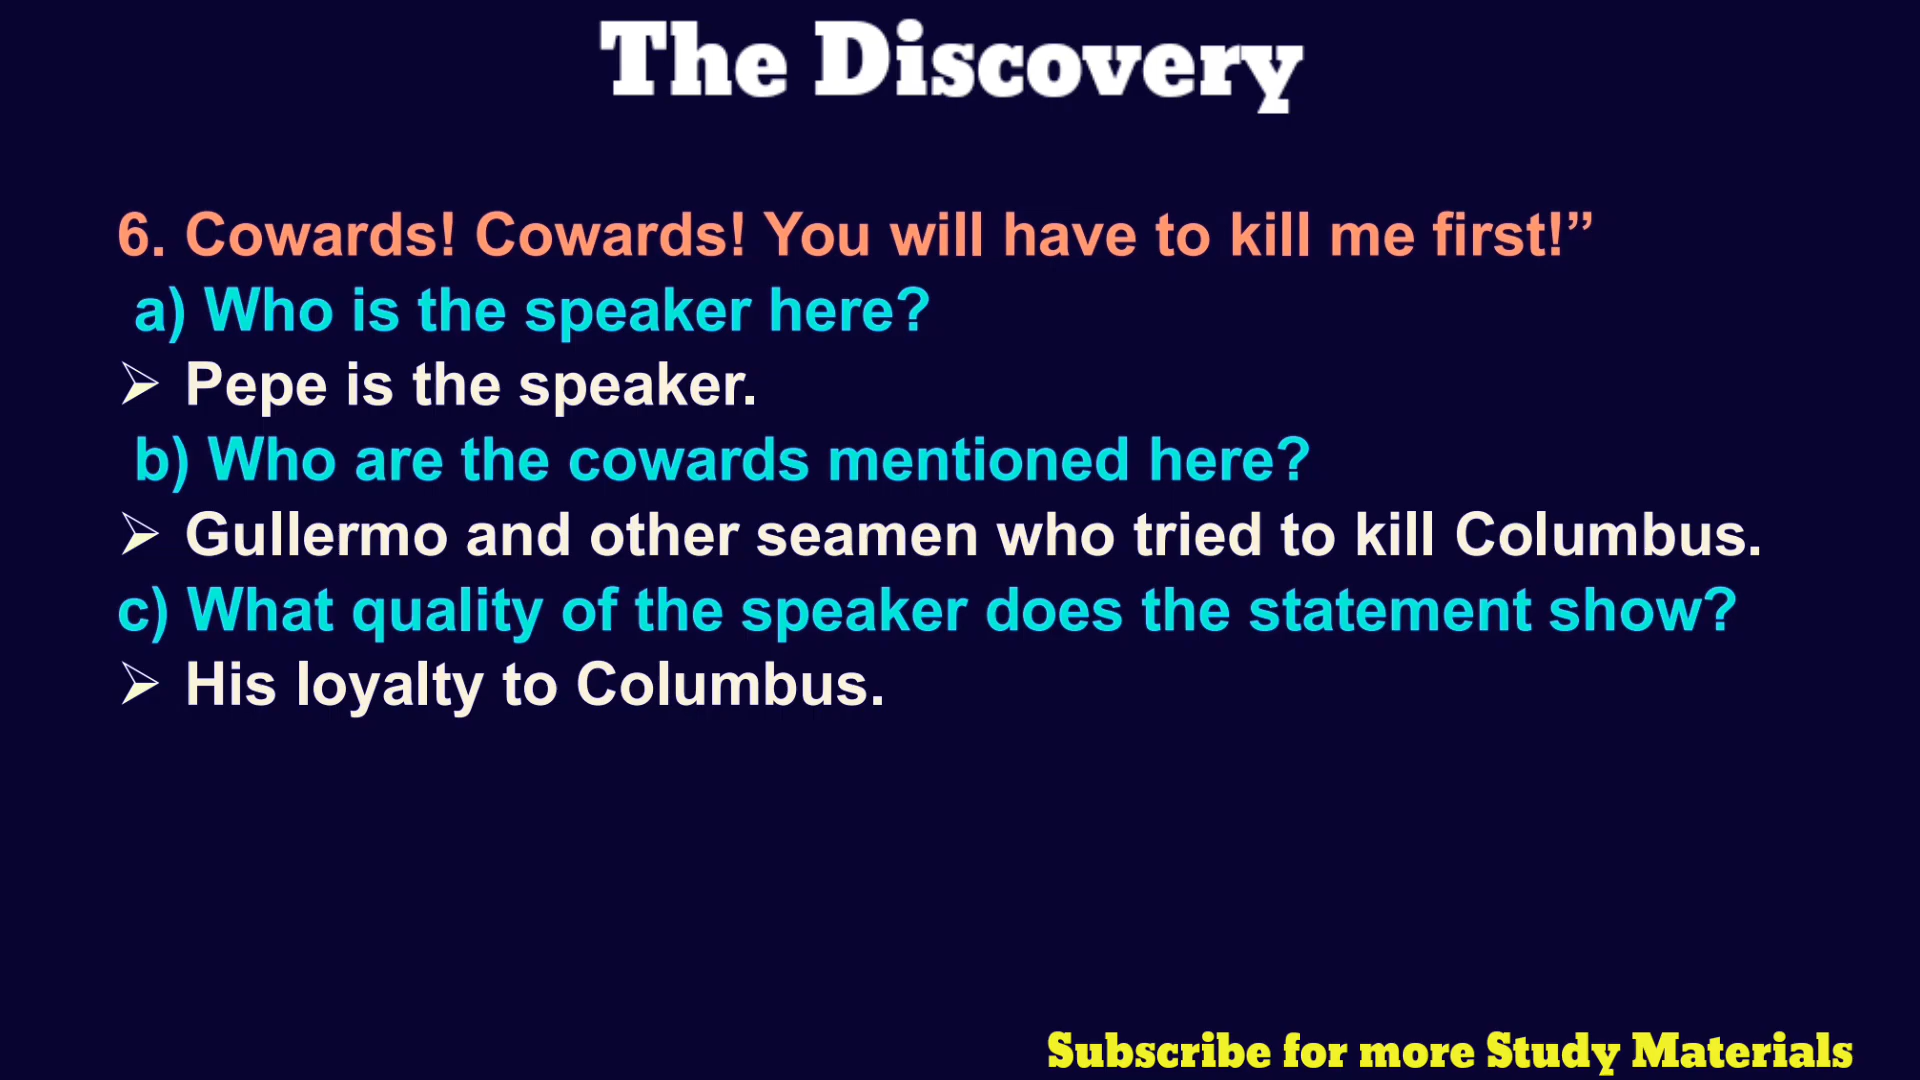 The Discovery
6. Cowards! Cowards! You will have to kill me first!”
a) Who is the speaker here?
➢ Pepe is the speaker.
b) Who are the cowards mentioned here?
➢ Gullermo and other seamen who tried to kill Columbus.
c) What quality of the speaker does the statement show?
➢ His loyalty to Columbus.
Subscribe for more Study Materials